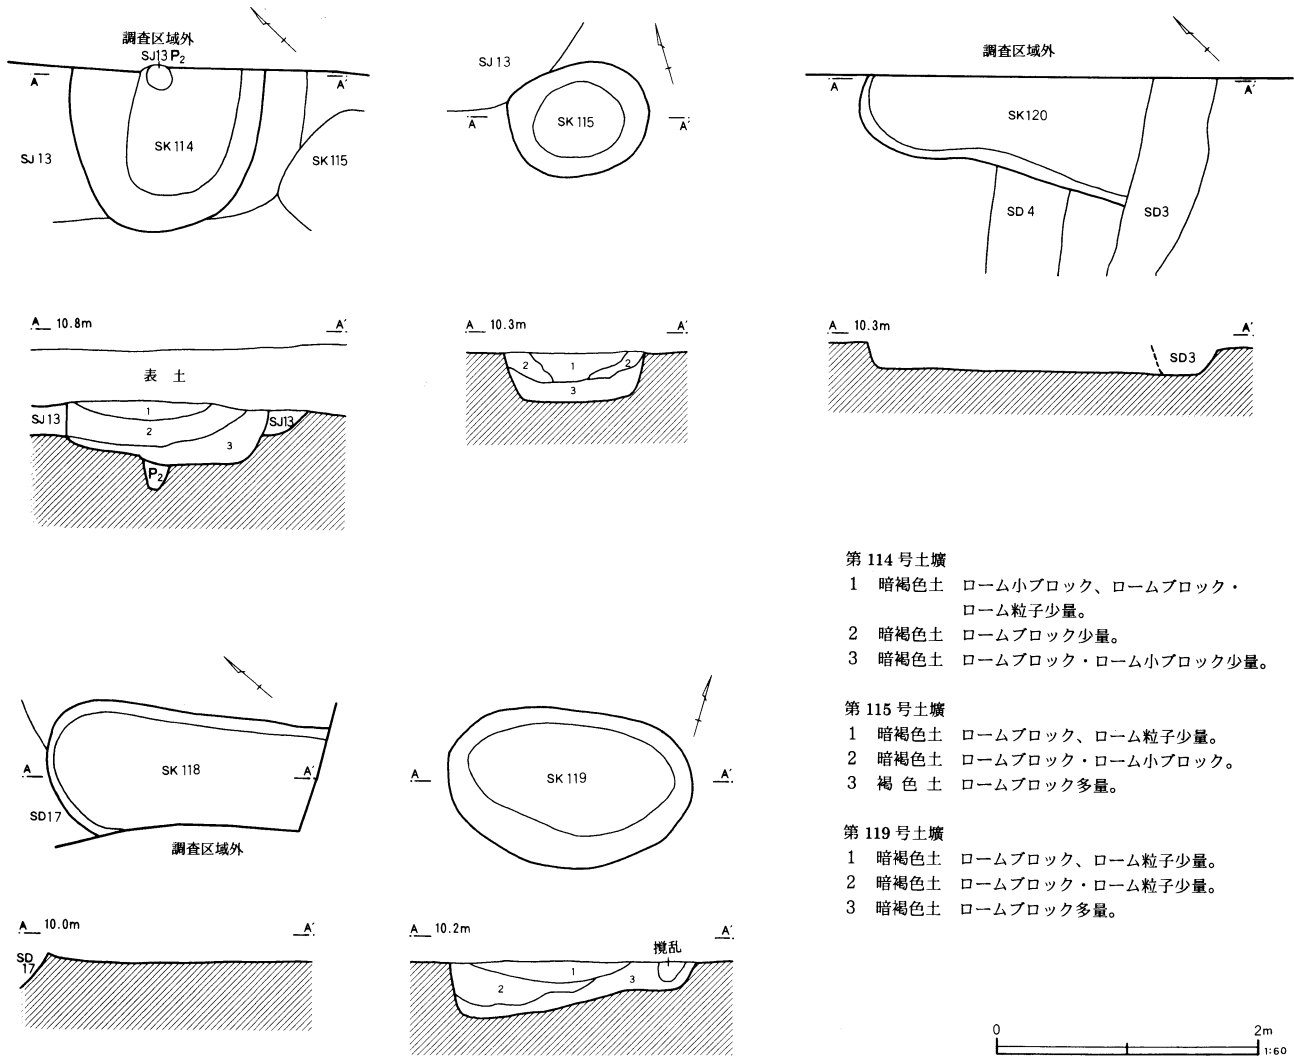 調査区域外
SJ13 P2
A A'
SJ 13
SK 114
SK 115
A 10.8m A'
表 土
1
SJ13
2
SJ13
3
P2
SJ 13
A A'
SK 115
A 10.3m A'
2 1 2
3
調査区域外
A A'
SK120
SD 4
SD3
A 10.3m A'
SD3
A A'
SK 118
SD17
調査区域外
A 10.0m A'
SD
17
A A'
SK 119
A 10.2m A'
撹乱
1
2
3
第 114 号土壙
1 暗褐色土 ローム小ブロック、ロームブロック・
ローム粒子少量。
2 暗褐色土 ロームブロック少量。
3 暗褐色土 ロームブロック・ローム小ブロック少量。
第 115 号土壙
1 暗褐色土 ロームブロック、ローム粒子少量。
2 暗褐色土 ロームブロック・ローム小ブロック。
3 褐 色 土 ロームブロック多量。
第 119 号土壙
1 暗褐色土 ロームブロック、ローム粒子少量。
2 暗褐色土 ロームブロック・ローム粒子少量。
3 暗褐色土 ロームブロック多量。
0 2m
1:60